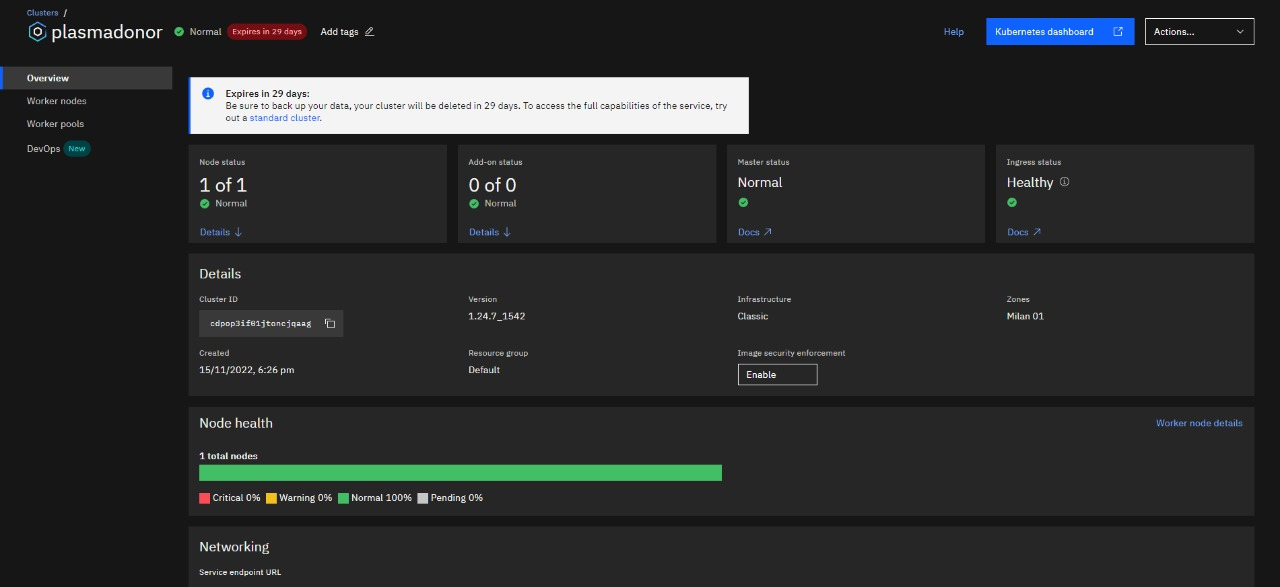 Clusters /
plasmadonor Normal Expires in 29 days Add tags Help Kubernetes dashboard Actions...
Overview
Worker nodes
Worker pools
DevOps New
Expires in 29 days:
Be sure to back up your data, your cluster will be deleted in 29 days. To access the full capabilities of the service, try
out a standard cluster.
Node status
1 of 1
Normal
Details
Add-on status
0 of 0
Normal
Details
Master status
Normal
Docs
Ingress status
Healthy
Docs
Details
Cluster ID
cdpop3if01jtoncjqaag
Version
1.24.7_1542
Infrastructure
Classic
Zones
Milan 01
Created
15/11/2022, 6:26 pm
Resource group
Default
Image security enforcement
Enable
Node health Worker node details
1 total nodes
Critical 0% Warning 0% Normal 100% Pending 0%
Networking
Service endpoint URL